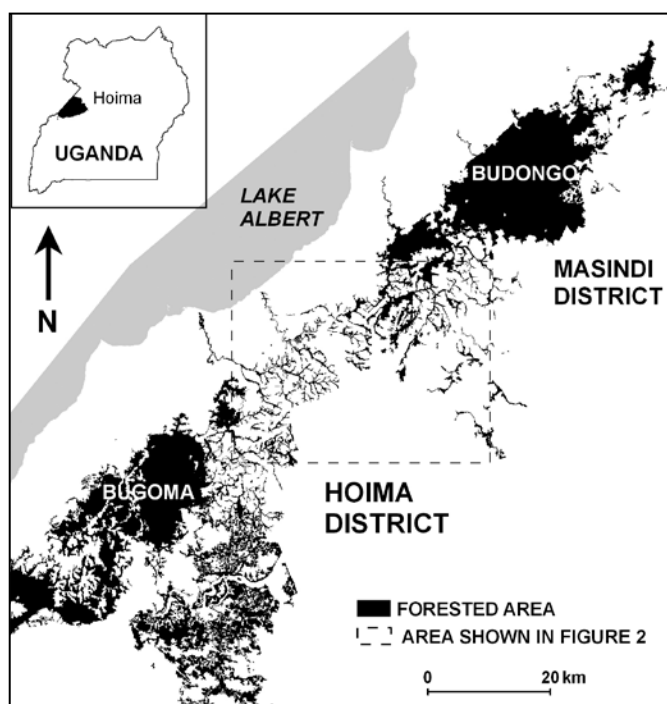 Hoima
UGANDA
LAKE
ALBERT
N
BUDONGO
MASINDI
DISTRICT
BUGOMA
HOIMA
DISTRICT
FORESTED AREA
AREA SHOWN IN FIGURE 2
0 20 km